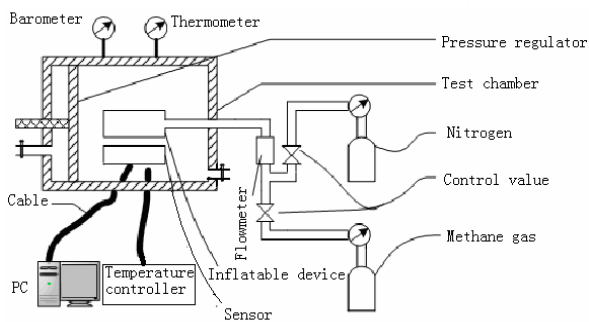 Barometer
Thermometer
Pressure regulator
Test chamber
Nitrogen
Control value
Flowmeter
Cable
Methane gas
PC
Temperature
controller
Inflatable device
Sensor